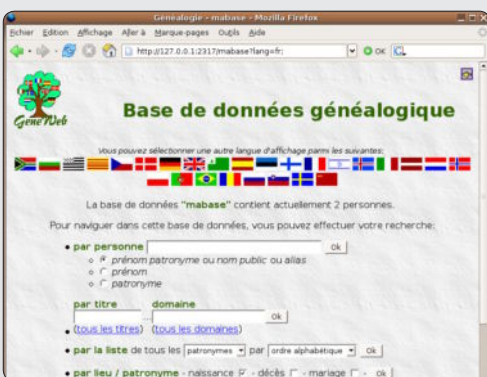 Généalogie - mabase - Mozilla Firefox
Fichier Edition Affichage Aller à Marque-pages Outils Aide
http://127.0.0.1:2317/mabase?lang=fr; OK
GeneWeb
Base de données généalogique
Vous pouvez sélectionner une autre langue d'affichage parmi les suivantes:
La base de données "mabase" contient actuellement 2 personnes.
Pour naviguer dans cette base de données, vous pouvez effectuer votre recherche:
par personne Ok
prénom patronyme ou nom public ou alias
prénom
patronyme
par titre domaine
... Ok
(tous les titres) (tous les domaines)
par la liste de tous les patronymes par ordre alphabétique Ok
par lieu / patronyme - naissance - décès - mariage - Ok